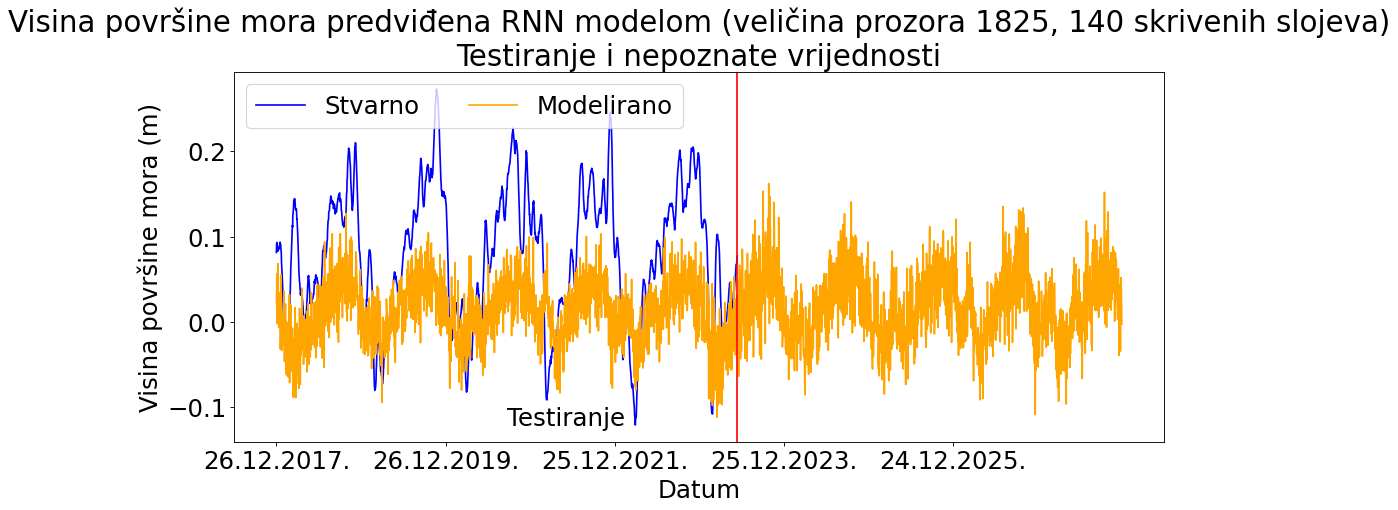 Visina površine mora predviđena RNN modelom (veličina prozora 1825, 140 skrivenih slojeva)
Testiranje i nepoznate vrijednosti
Stvarno
Modelirano
Visina površine mora (m)
0.2
0.1
0.0
−0.1
Testiranje
26.12.2017.
26.12.2019.
25.12.2021.
25.12.2023.
24.12.2025.
Datum